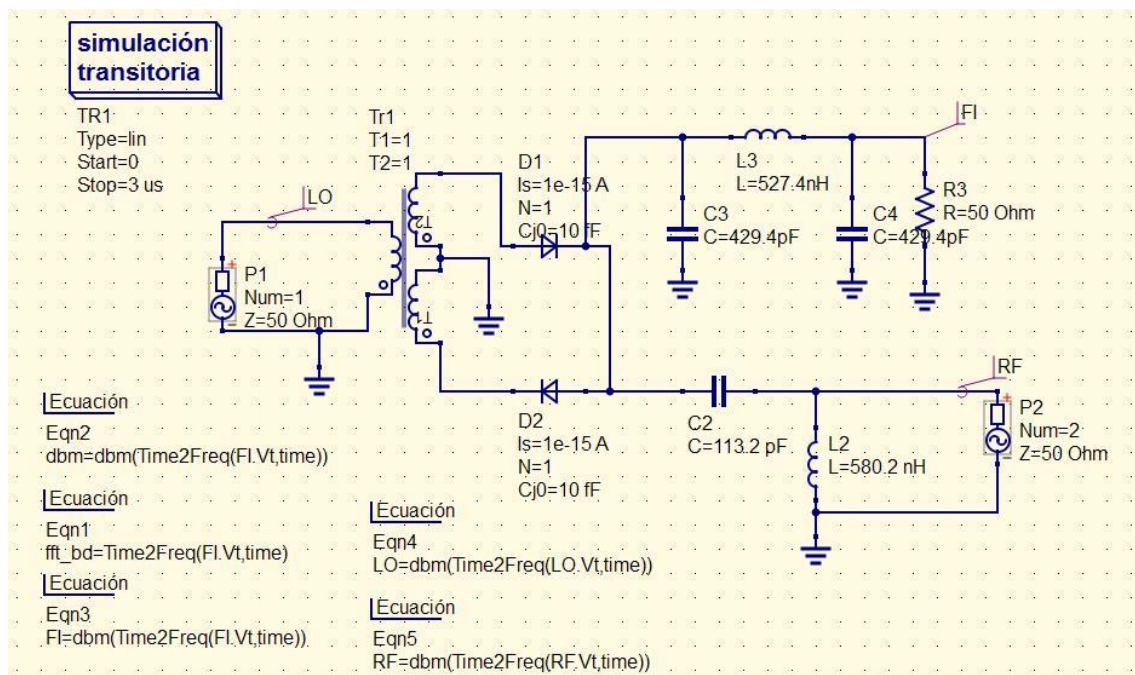 simulación
transitoria
TR1
Type=lin
Start=0
Stop=3 us
Tr1
T1=1
T2=1
T2
T1
LO
P1
Num=1
Z=50 Ohm
D1
Is=1e-15 A
N=1
Cj0=10 fF
D2
Is=1e-15 A
N=1
Cj0=10 fF
C3
C=429.4pF
L3
L=527.4nH
C4
C=429.4pF
FI
R3
R=50 Ohm
C2
C=113.2 pF
L2
L=580.2 nH
RF
P2
Num=2
Z=50 Ohm
Ecuación
Eqn2
dbm=dbm(Time2Freq(FI.Vt,time))
Ecuación
Eqn1
fft_bd=Time2Freq(FI.Vt,time)
Ecuación
Eqn3
FI=dbm(Time2Freq(FI.Vt,time))
Ecuación
Eqn4
LO=dbm(Time2Freq(LO.Vt,time))
Ecuación
Eqn5
RF=dbm(Time2Freq(RF.Vt,time))